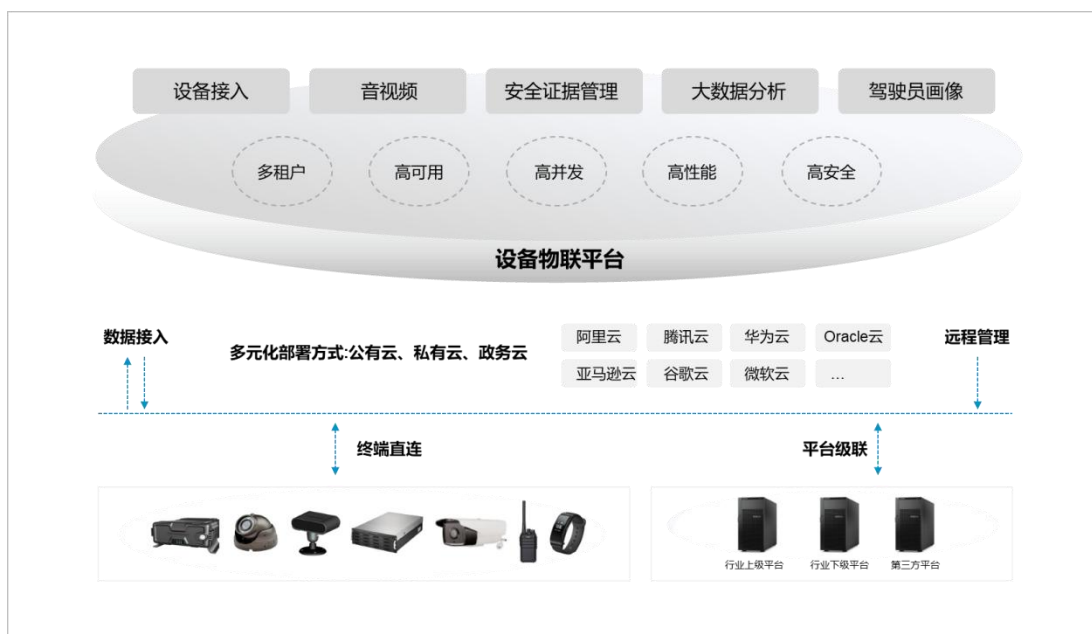 设备接入
音视频
安全证据管理
大数据分析
驾驶员画像
多租户
高可用
高并发
高性能
高安全
设备物联平台
数据接入
多元化部署方式:公有云、私有云、政务云
阿里云
腾讯云
华为云
Oracle云
亚马逊云
谷歌云
微软云
...
远程管理
终端直连
平台级联
行业上级平台
行业下级平台
第三方平台